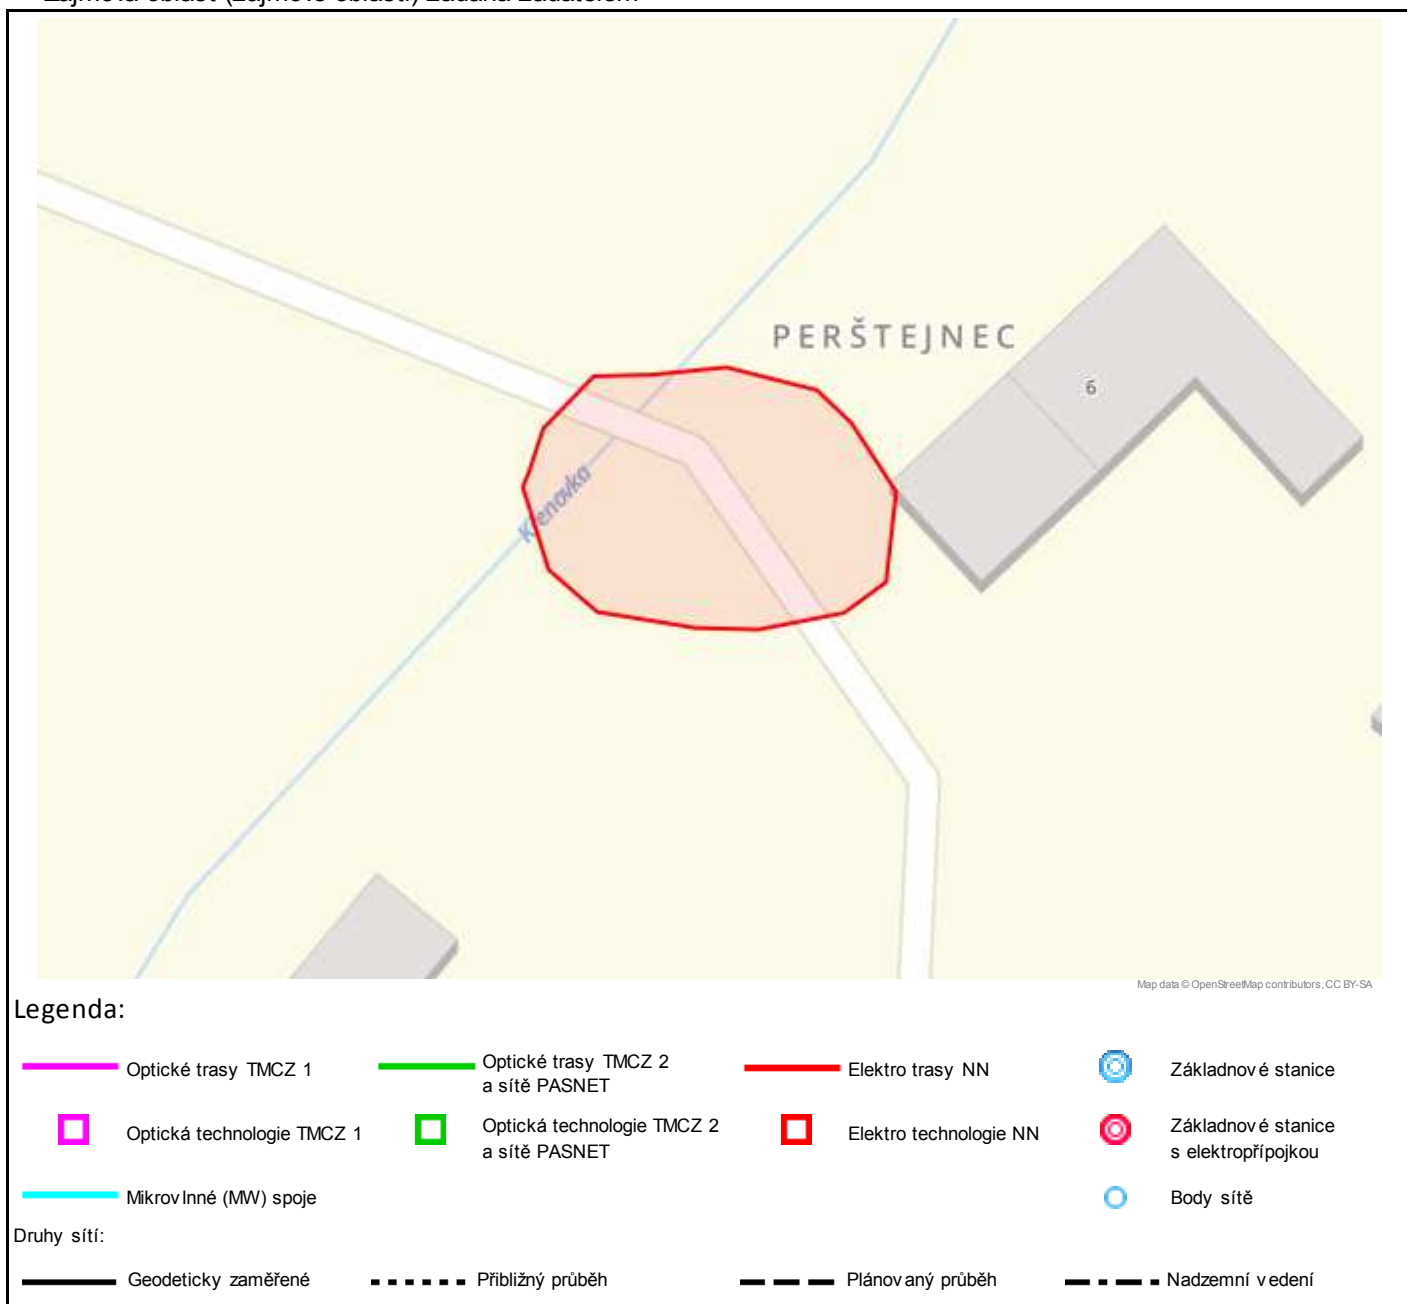 PERŠTEJNEC
6
Map data © OpenStreetMap contributors, CC BY-SA
Legenda:
Optické trasy TMCZ 1
Optické trasy TMCZ 2
a sítě PASNET
Elektro trasy NN
Základnové stanice
Optická technologie TMCZ 1
Optická technologie TMCZ 2
a sítě PASNET
Elektro technologie NN
Základnové stanice
s elektropřípojkou
Mikrovlnné (MW) spoje
Body sítě
Druhy sítí:
Geodeticky zaměřené
Přibližný průběh
Plánovaný průběh
Nadzemní vedení